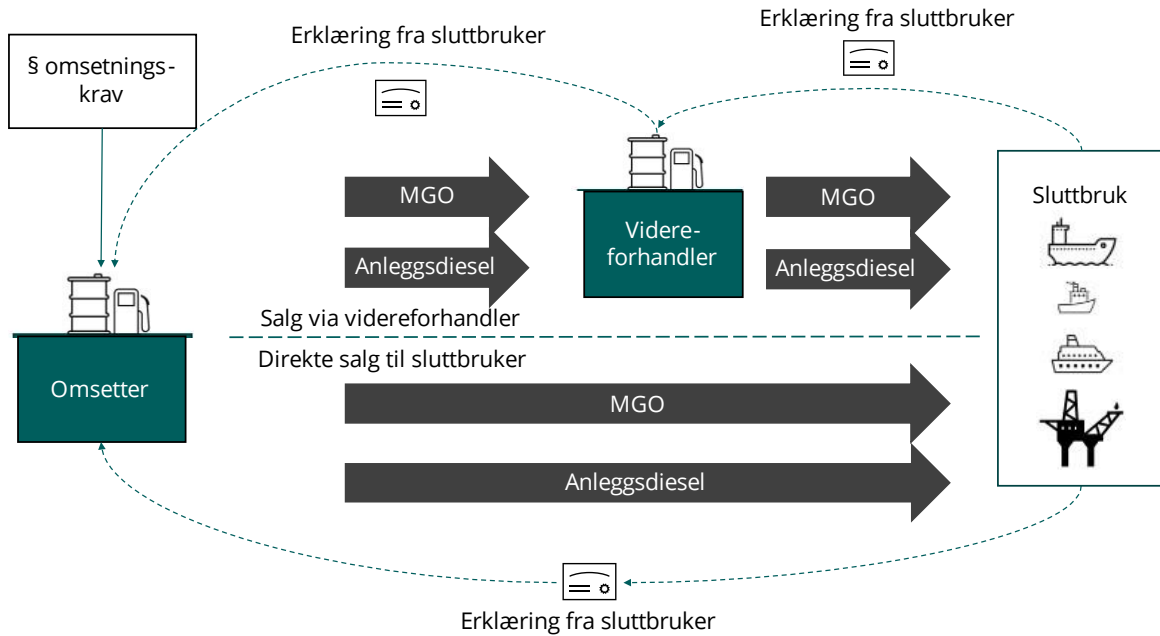 Erklæring fra sluttbruker
Erklæring fra sluttbruker
§ omsetnings-
krav
MGO
Anleggsdiesel
Videre-
forhandler
MGO
Anleggsdiesel
Sluttbruk
Salg via videreforhandler
Direkte salg til sluttbruker
Omsetter
MGO
Anleggsdiesel
Erklæring fra sluttbruker